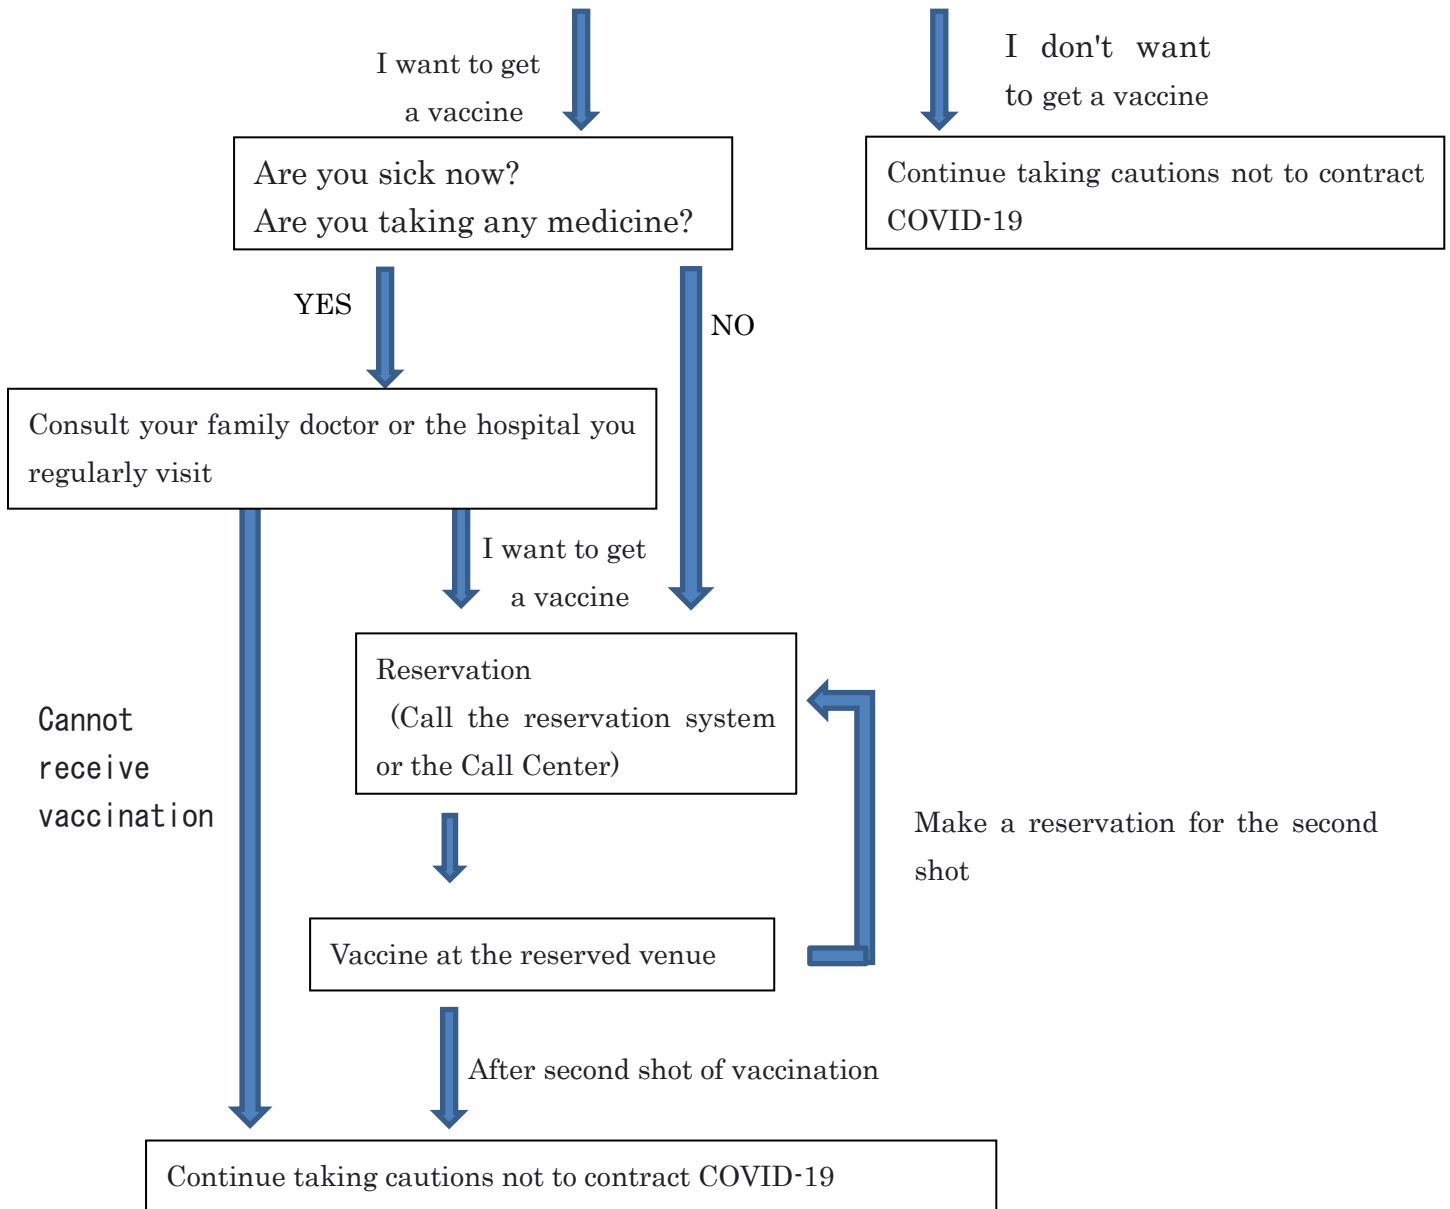 I want to get
a vaccine
I don't want
to get a vaccine
Are you sick now?
Are you taking any medicine?
Continue taking cautions not to contract
COVID-19
YES
NO
Consult your family doctor or the hospital you
regularly visit
I want to get
a vaccine
Reservation
(Call the reservation system
or the Call Center)
Cannot
receive
vaccination
Make a reservation for the second
shot
Vaccine at the reserved venue
After second shot of vaccination
Continue taking cautions not to contract COVID-19